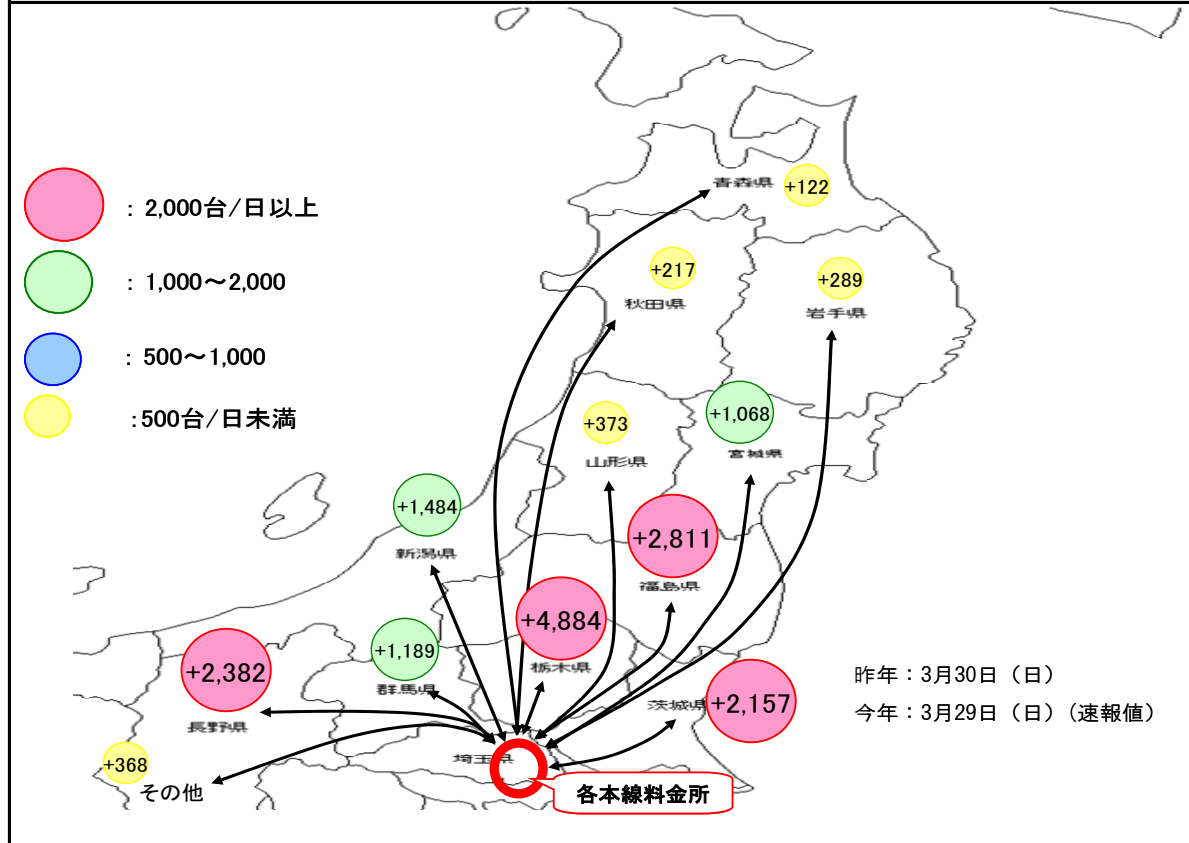 : 2,000台/日以上
: 1,000～2,000
: 500～1,000
:500台/日未満
青森県
+122
+217
秋田県
+289
岩手県
+373
山形県
+1,068
宮城県
+1,484
新潟県
+2,811
福島県
+4,884
栃木県
+1,189
群馬県
+2,382
長野県
茨城県
+2,157
+368
その他
埼玉県
各本線料金所
昨年：3月30日（日）
今年：3月29日（日）（速報値）